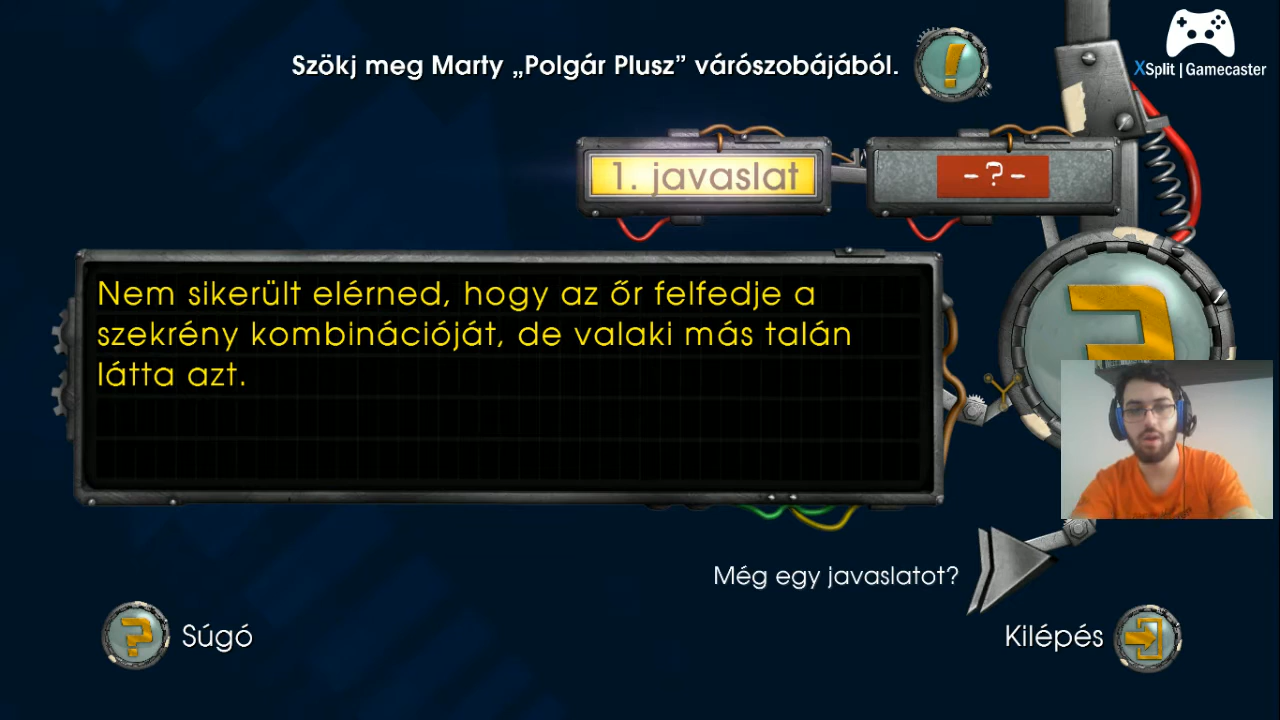 Szökj meg Marty „Polgár Plusz” várószobájából.
XSplit | Gamecaster
1. javaslat
- ? -
Nem sikerült elérned, hogy az őr felfedje a
szekrény kombinációját, de valaki más talán
látta azt.
Még egy javaslatot?
Súgó
Kilépés